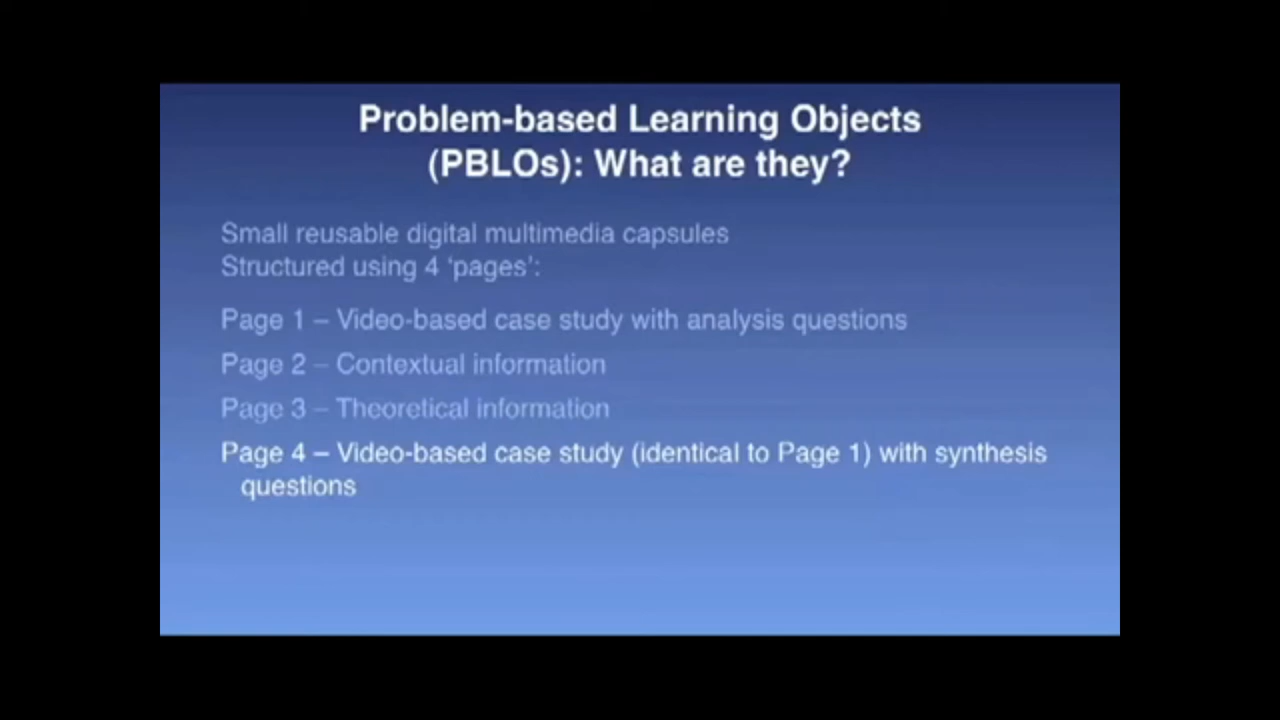 Problem-based Learning Objects
(PBLOs): What are they?
Small reusable digital multimedia capsules
Structured using 4 ‘pages’:
Page 1 – Video-based case study with analysis questions
Page 2 – Contextual information
Page 3 – Theoretical information
Page 4 – Video-based case study (identical to Page 1) with synthesis
questions